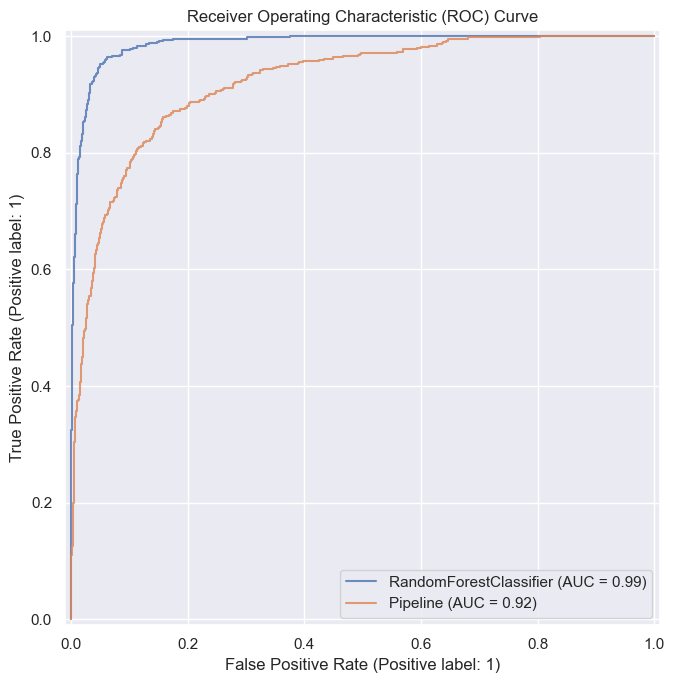 Receiver Operating Characteristic (ROC) Curve
True Positive Rate (Positive label: 1)
1.0
0.8
0.6
0.4
0.2
0.0
RandomForestClassifier (AUC = 0.99)
Pipeline (AUC = 0.92)
0.0 0.2 0.4 0.6 0.8 1.0
False Positive Rate (Positive label: 1)